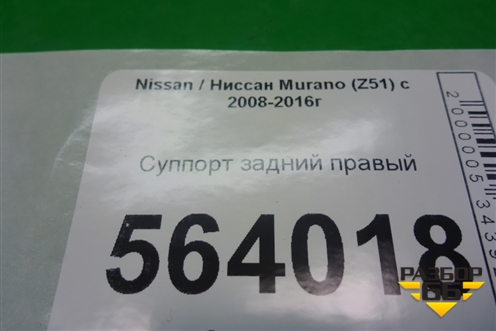 Nissan / Ниссан Murano (Z51) с
2008-2016г
Суппорт задний правый
564018
РАЗБОР
66